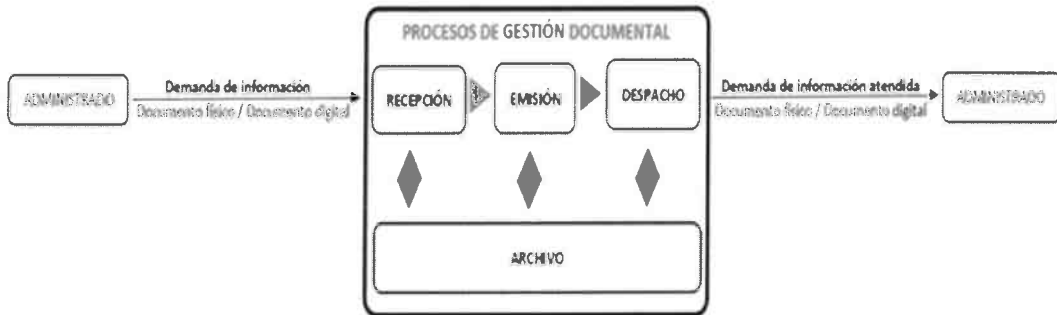 PROCESOS DE GESTIÓN DOCUMENTAL
ADMINISTRADO
Demanda de información
Documento físico / Documento digital
RECEPCIÓN
EMISIÓN
DESPACHO
Demanda de información atendida
Documento físico / Documento digital
ADMINISTRADO
ARCHIVO